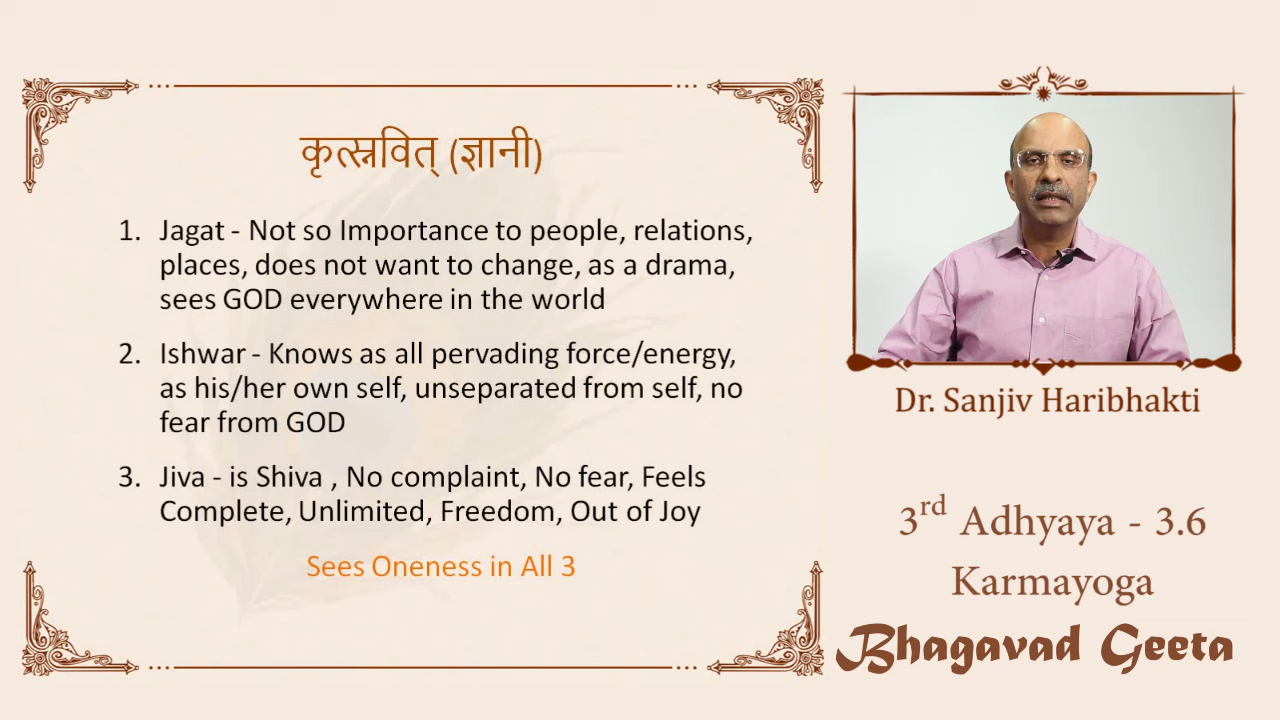 कृत्स्नवित् (ज्ञानी)
1. Jagat - Not so Importance to people, relations,
places, does not want to change, as a drama,
sees GOD everywhere in the world
2. Ishwar - Knows as all pervading force/energy,
as his/her own self, unseparated from self, no
fear from GOD
3. Jiva - is Shiva , No complaint, No fear, Feels
Complete, Unlimited, Freedom, Out of Joy
Sees Oneness in All 3
Dr. Sanjiv Haribhakti
3rd Adhyaya - 3.6
Karmayoga
Bhagavad Geeta